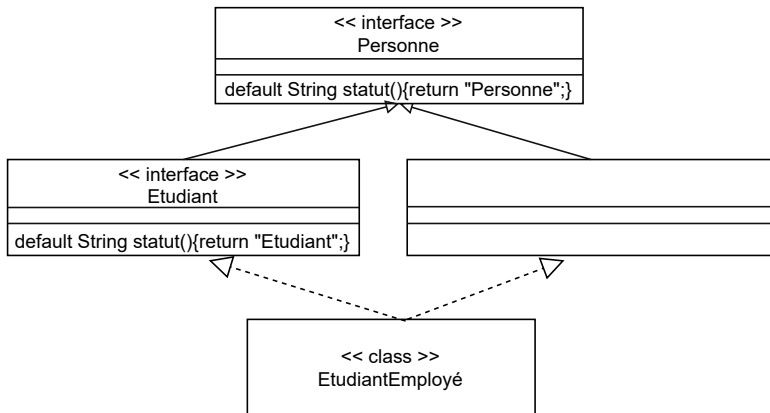 << interface >>
Personne
default String statut(){return "Personne";}
<< interface >>
Etudiant
default String statut(){return "Etudiant";}
<< class >>
EtudiantEmployé